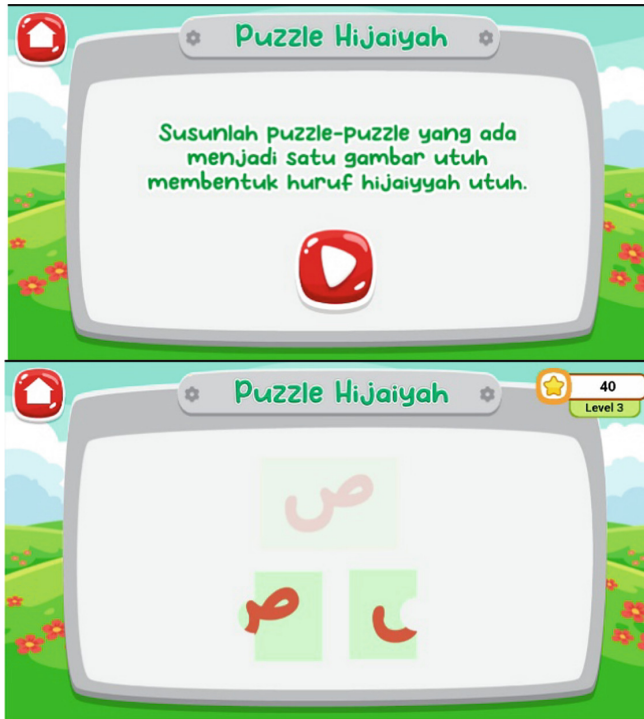 Puzzle Hijaiyah
Susunlah puzzle-puzzle yang ada
menjadi satu gambar utuh
membentuk huruf hijaiyyah utuh.
Puzzle Hijaiyah
40
Level 3
ص